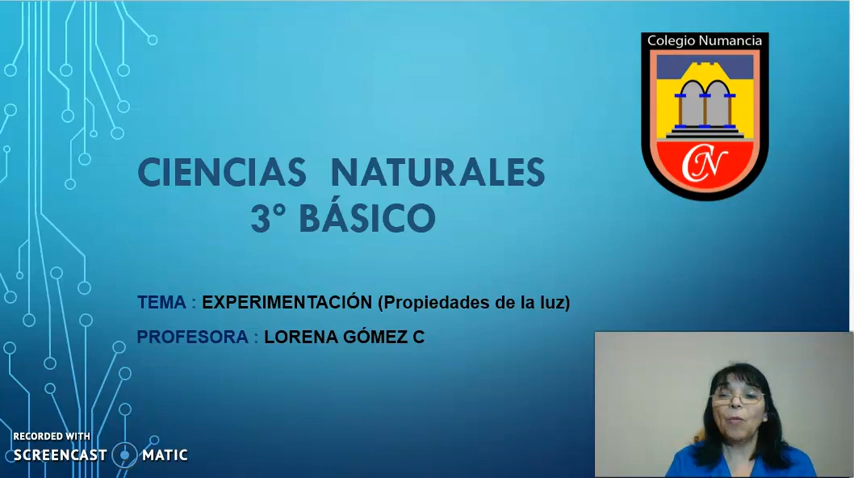 Colegio Numancia
CN
CIENCIAS NATURALES
3° BÁSICO
TEMA : EXPERIMENTACIÓN (Propiedades de la luz)
PROFESORA : LORENA GÓMEZ C
RECORDED WITH
SCREENCAST MATIC